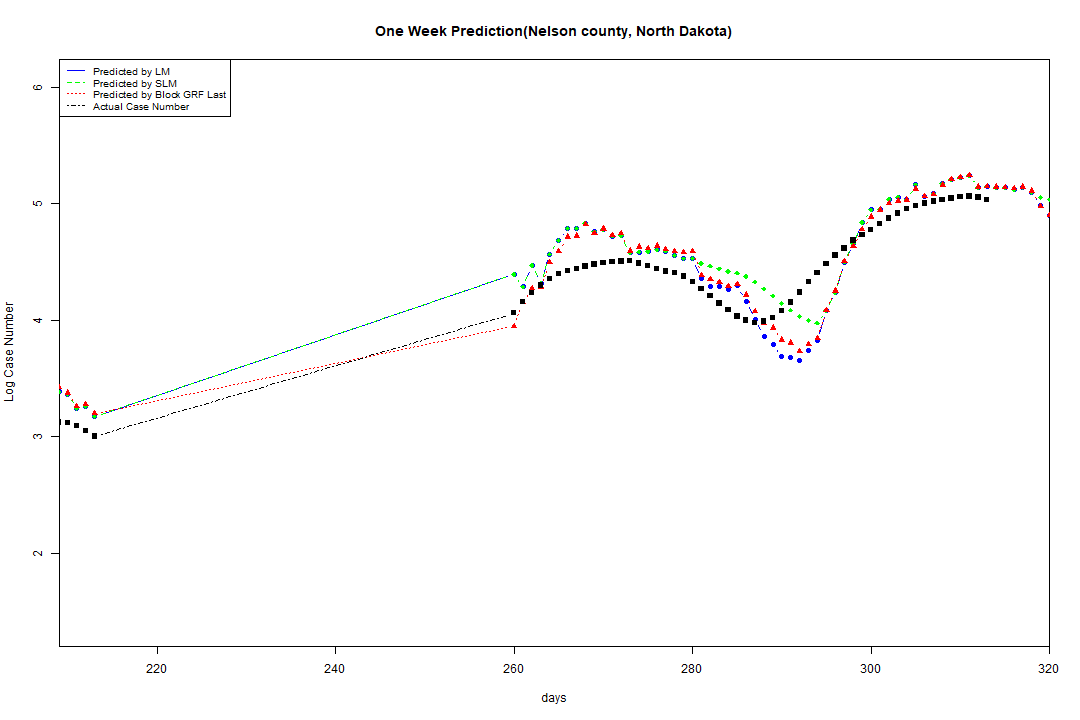 One Week Prediction(Nelson county, North Dakota)
Predicted by LM
Predicted by SLM
Predicted by Block GRF Last
Actual Case Number
6
5
4
3
2
Log Case Number
220 240 260 280 300 320
days